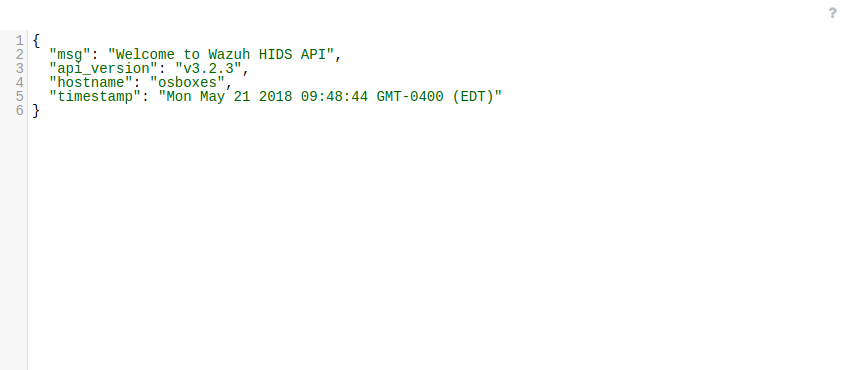 ?
1 {
2   "msg": "Welcome to Wazuh HIDS API",
3   "api_version": "v3.2.3",
4   "hostname": "osboxes",
5   "timestamp": "Mon May 21 2018 09:48:44 GMT-0400 (EDT)"
6 }